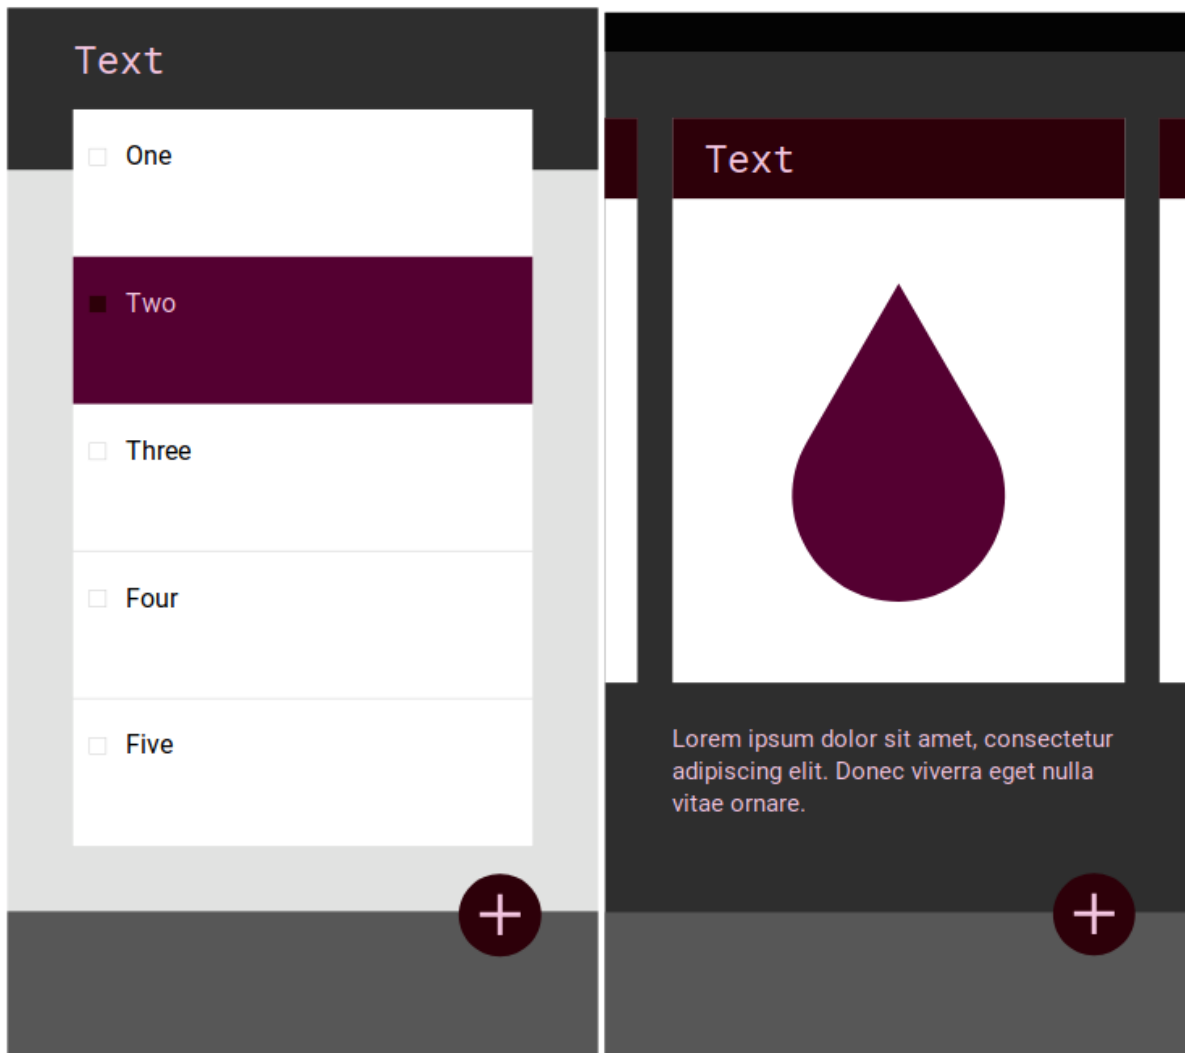 Text
One
Two
Three
Four
Five
Text
Lorem ipsum dolor sit amet, consectetur
adipiscing elit. Donec viverra eget nulla
vitae ornare.